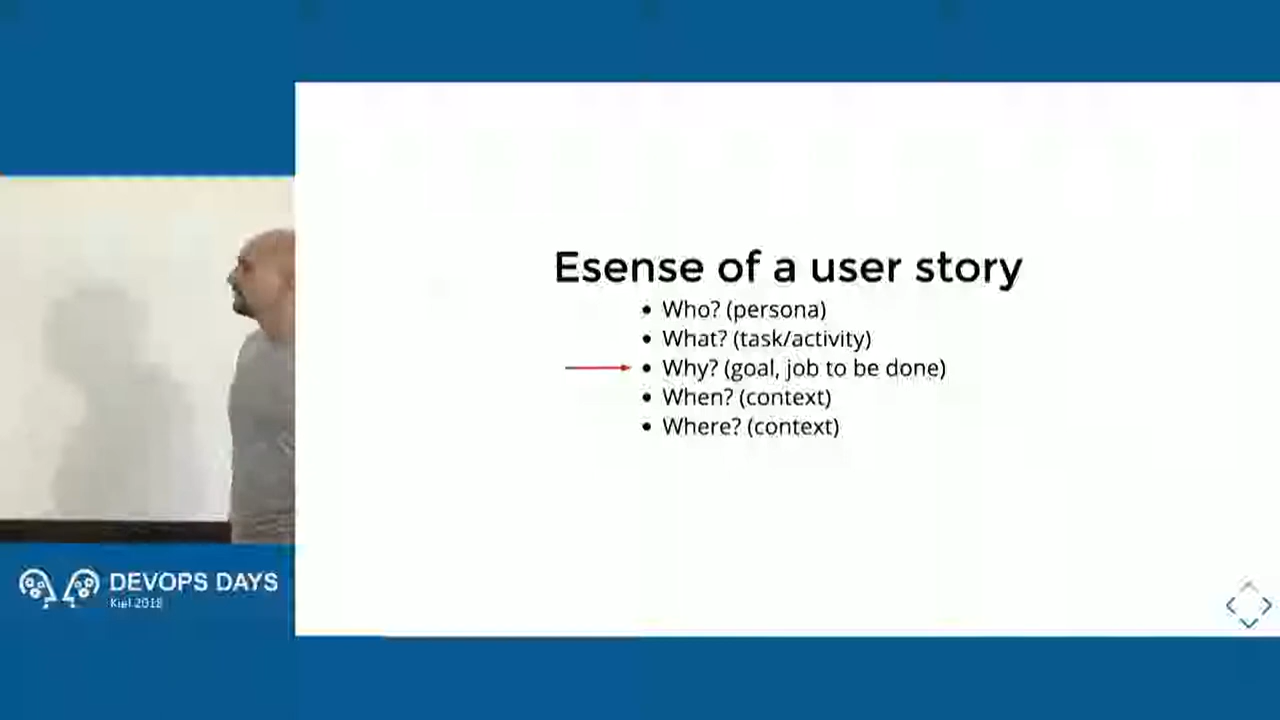 Esense of a user story
• Who? (persona)
• What? (task/activity)
• Why? (goal, job to be done)
• When? (context)
• Where? (context)
DEVOPS DAYS
Kiel 2018